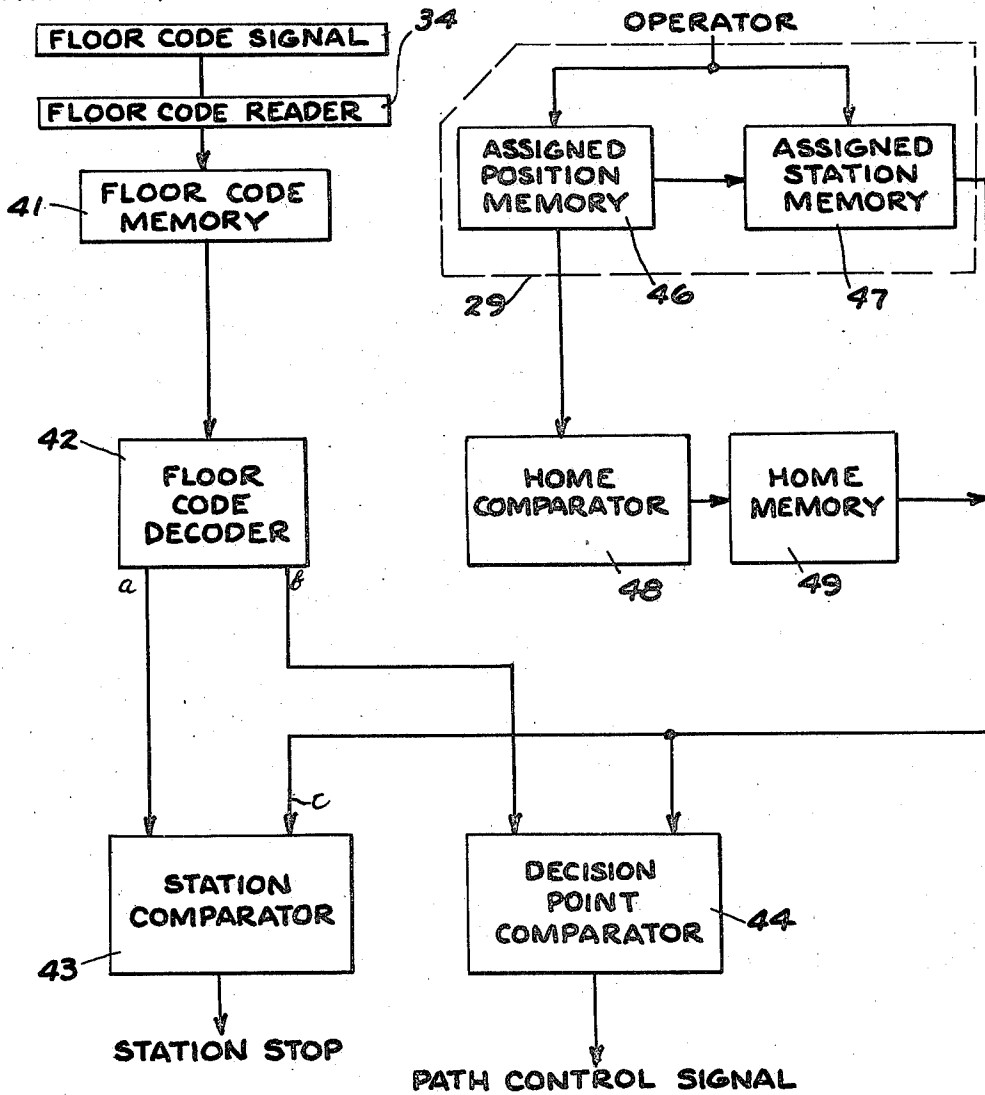 FLOOR CODE SIGNAL
34
FLOOR CODE READER
41
FLOOR CODE
MEMORY
OPERATOR
ASSIGNED
POSITION
MEMORY
ASSIGNED
STATION
MEMORY
29
46
47
42
FLOOR
CODE
DECODER
a
b
HOME
COMPARATOR
48
HOME
MEMORY
49
c
STATION
COMPARATOR
43
DECISION
POINT
COMPARATOR
44
STATION STOP
PATH CONTROL SIGNAL